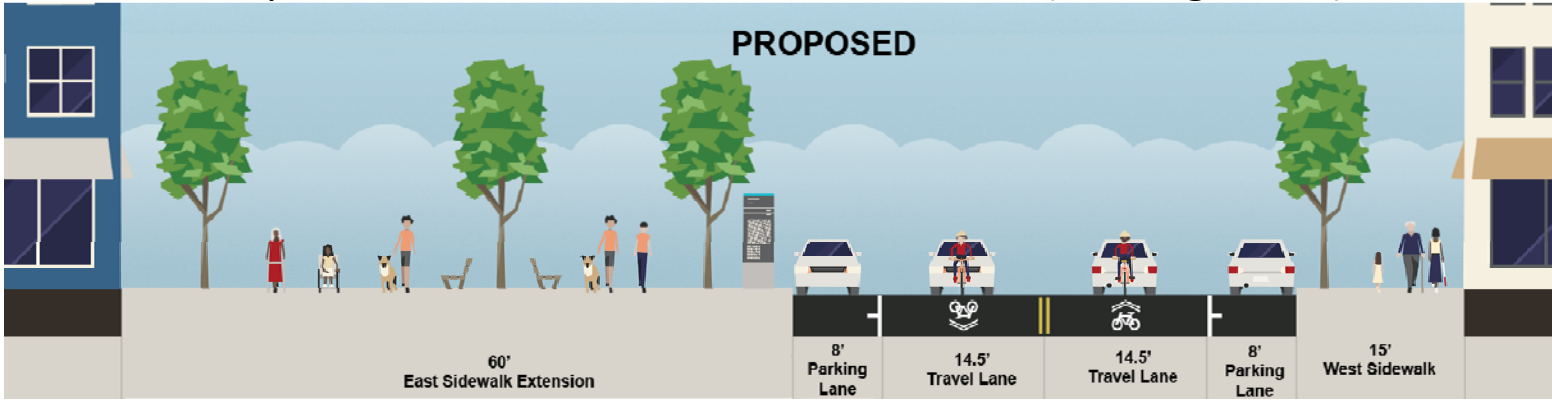 PROPOSED
60'
East Sidewalk Extension
8'
Parking
Lane
14.5'
Travel Lane
14.5'
Travel Lane
8'
Parking
Lane
15'
West Sidewalk